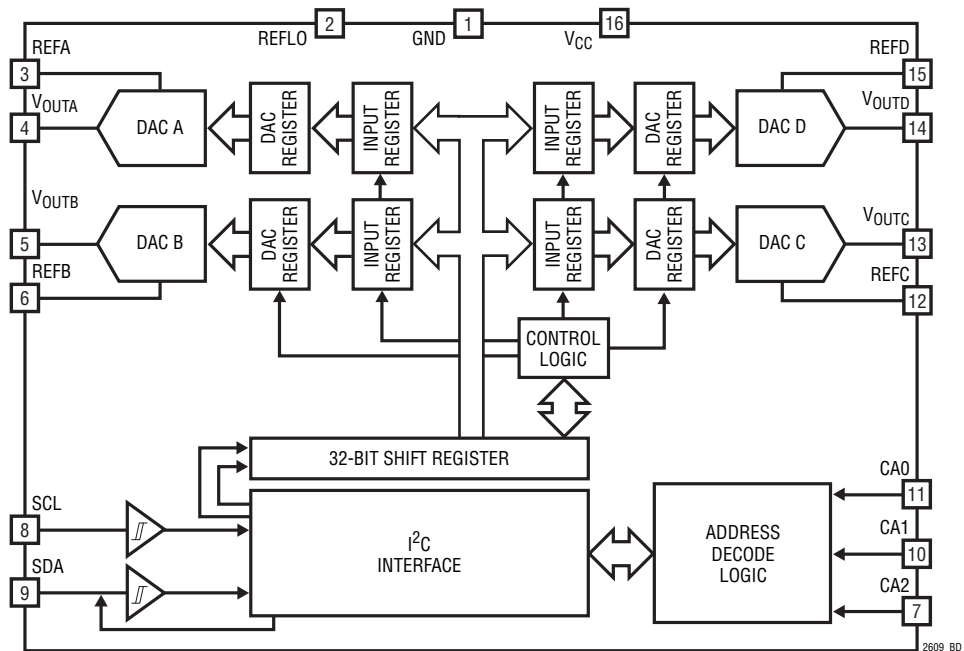 2
REFLO
1
GND
16
VCC
REFA
3
VOUTA
4
DAC A
DAC
REGISTER
INPUT
REGISTER
INPUT
REGISTER
DAC
REGISTER
DAC D
REFD
15
VOUTD
14
VOUTB
5
REFB
6
DAC B
DAC
REGISTER
INPUT
REGISTER
INPUT
REGISTER
DAC
REGISTER
DAC C
VOUTC
13
REFC
12
CONTROL
LOGIC
32-BIT SHIFT REGISTER
SCL
8
SDA
9
I2C
INTERFACE
ADDRESS
DECODE
LOGIC
CA0
11
CA1
10
CA2
7
2609 BD